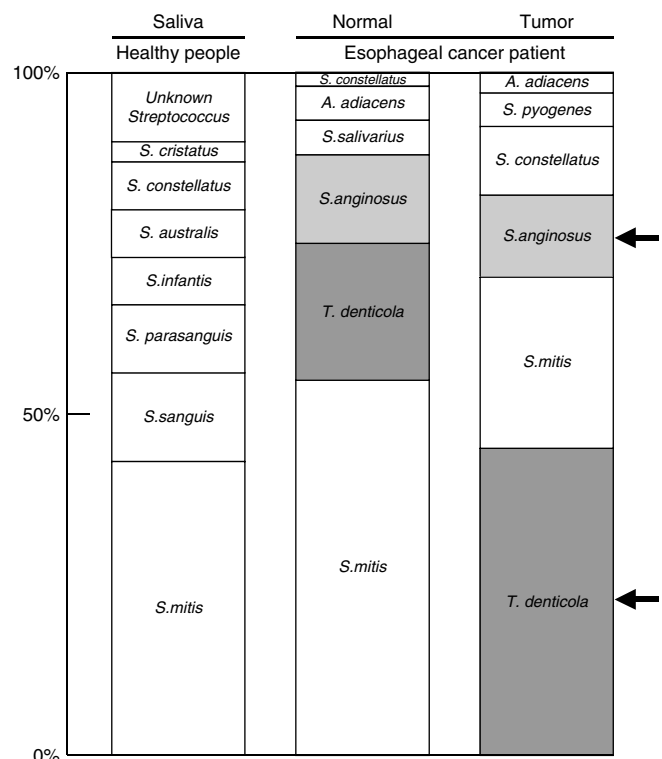 Saliva
Normal
Tumor
Healthy people
Esophageal cancer patient
100%
50%
0%
Unknown
Streptococcus
S. cristatus
S. constellatus
S. australis
S.infantis
S. parasanguis
S.sanguis
S.mitis
S. constellatus
A. adiacens
S.salivarius
S.anginosus
T. denticola
S.mitis
A. adiacens
S. pyogenes
S. constellatus
S.anginosus
S.mitis
T. denticola